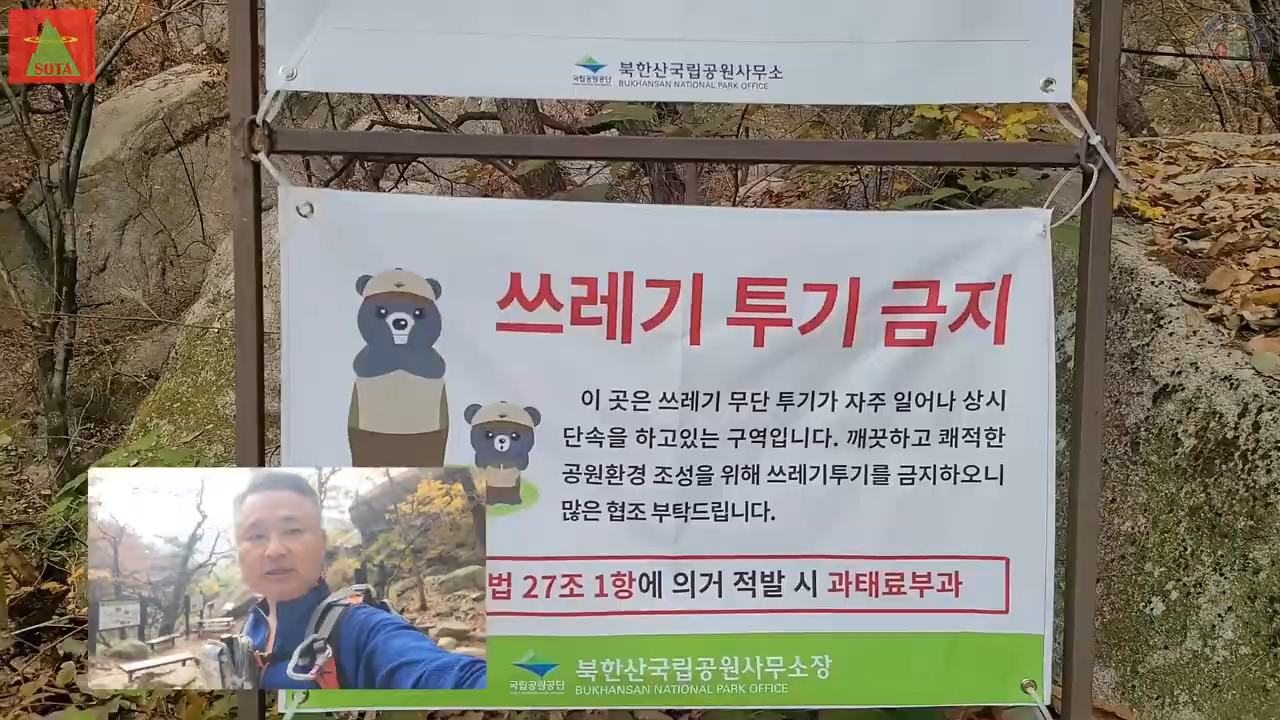 SOTA
국립공원공단
북한산국립공원사무소
BUKHANSAN NATIONAL PARK OFFICE
쓰레기 투기 금지
이 곳은 쓰레기 무단 투기가 자주 일어나 상시
단속을 하고있는 구역입니다. 깨끗하고 쾌적한
공원환경 조성을 위해 쓰레기투기를 금지하오니
많은 협조 부탁드립니다.
법 27조 1항에 의거 적발 시 과태료부과
국립공원공단
북한산국립공원사무소장
BUKHANSAN NATIONAL PARK OFFICE